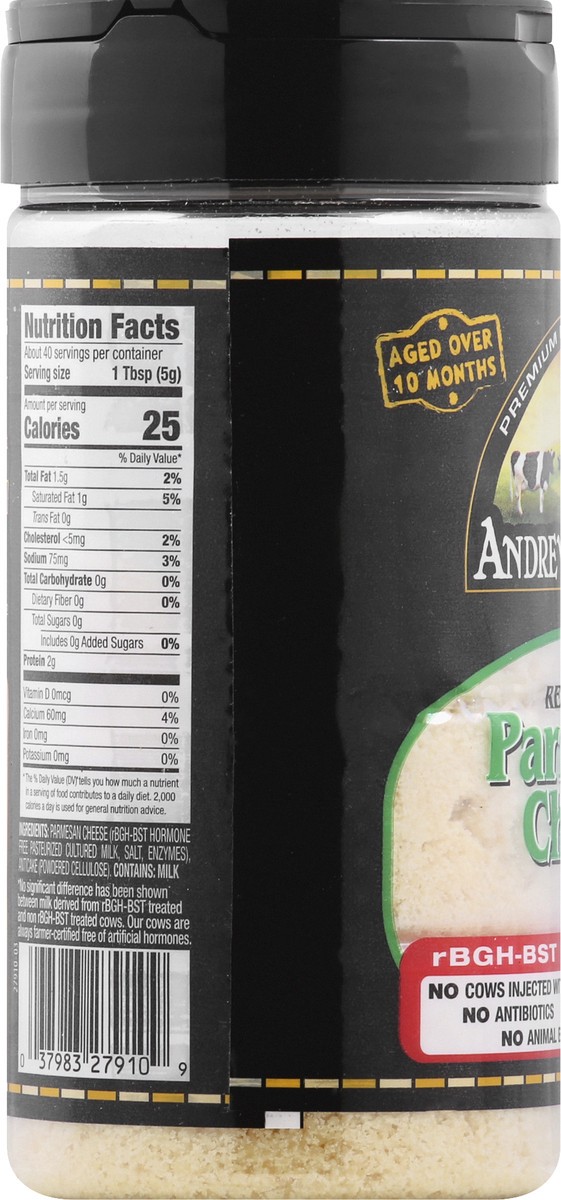 Nutrition Facts
About 40 servings per container
Serving size 1 Tbsp (5g)
Amount per serving
Calories 25
% Daily Value*
Total Fat 1.5g 2%
Saturated Fat 1g 5%
Trans Fat 0g
Cholesterol <5mg 2%
Sodium 75mg 3%
Total Carbohydrate 0g 0%
Dietary Fiber 0g 0%
Total Sugars 0g
Includes 0g Added Sugars 0%
Protein 2g
Vitamin D 0mcg 0%
Calcium 60mg 4%
Iron 0mg 0%
Potassium 0mg 0%
*The % Daily Value (DV) tells you how much a nutrient
in a serving of food contributes to a daily diet. 2,000
calories a day is used for general nutrition advice.
INGREDIENTS: PARMESAN CHEESE (rBGH-BST HORMONE
FREE PASTEURIZED CULTURED MILK, SALT, ENZYMES),
ANTICAKE (POWDERED CELLULOSE). CONTAINS: MILK
*No significant difference has been shown
between milk derived from rBGH-BST treated
and non rBGH-BST treated cows. Our cows are
always farmer-certified free of artificial hormones.
27910-03
0 37983 27910 9
AGED OVER
10 MONTHS
PREMIUM
ANDRE
RE
Par
Ch
rBGH-BST
NO COWS INJECTED WIT
NO ANTIBIOTICS
NO ANIMAL